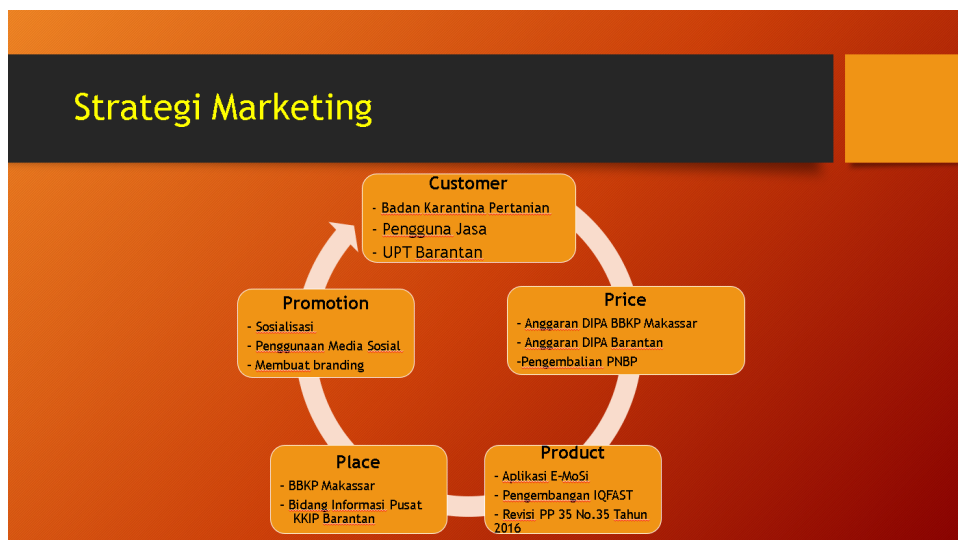 Strategi Marketing
Customer
- Badan Karantina Pertanian
- Pengguna Jasa
- UPT Barantan
Price
- Anggaran DIPA BBKP Makassar
- Anggaran DIPA Barantan
-Pengembalian PNBP
Product
- Aplikasi E-MoSi
- Pengembangan IQFAST
- Revisi PP 35 No.35 Tahun
2016
Place
- BBKP Makassar
- Bidang Informasi Pusat
KKIP Barantan
Promotion
- Sosialisasi
- Penggunaan Media Sosial
- Membuat branding